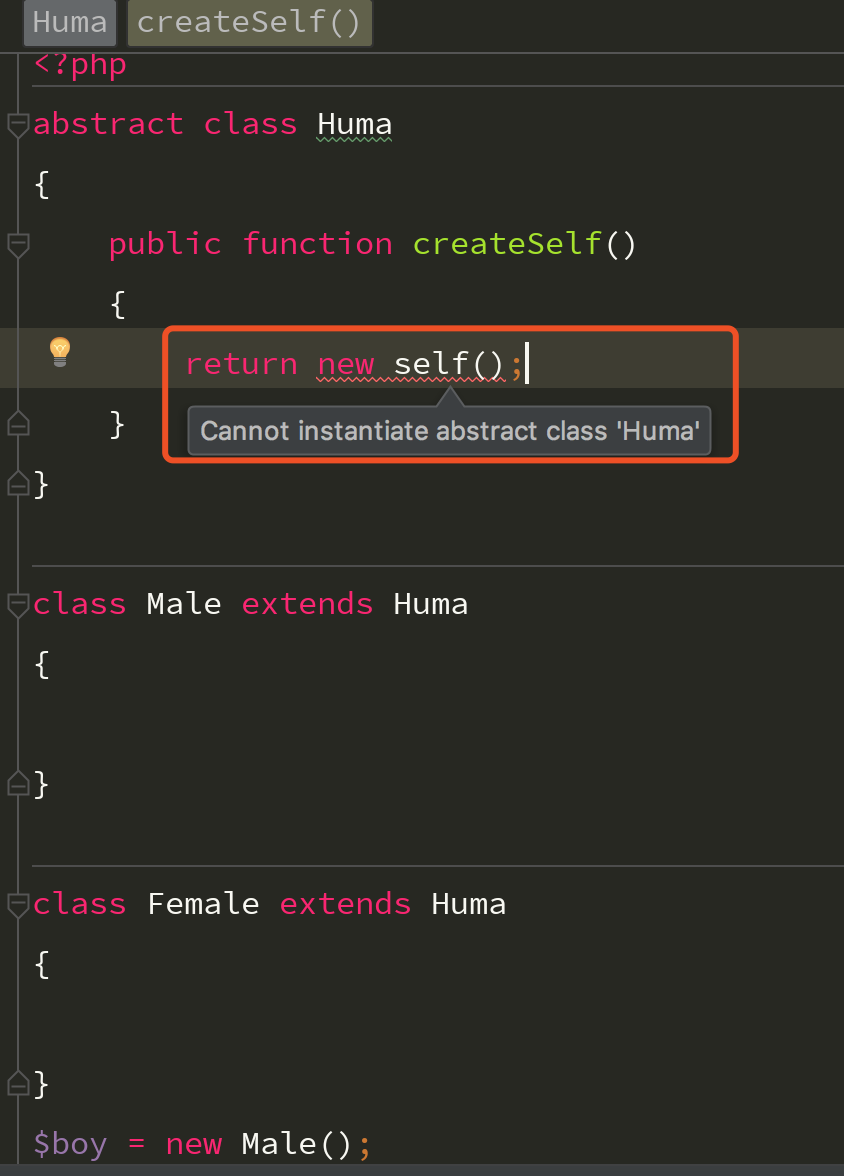 Huma createSelf()
<?php
abstract class Huma
{
public function createSelf()
{
return new self();
Cannot instantiate abstract class 'Huma'
}
}
class Male extends Huma
{
}
class Female extends Huma
{
}
$boy = new Male();